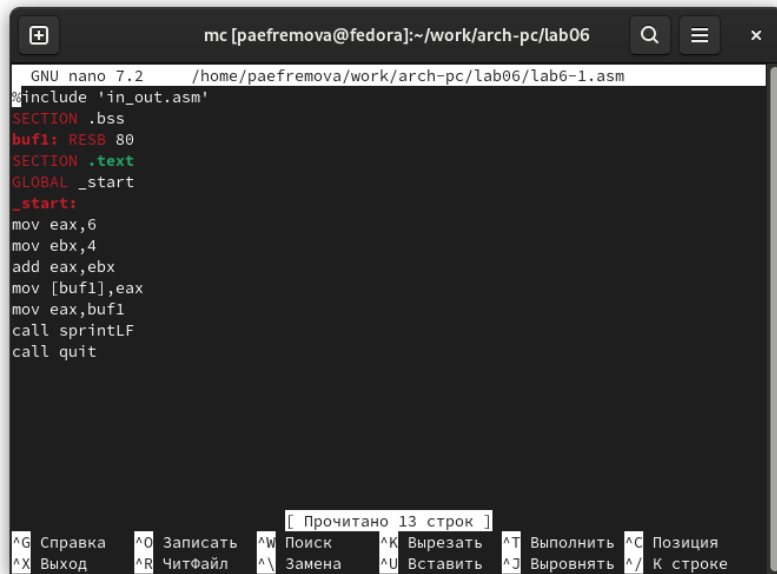 mc [paefremova@fedora]:~/work/arch-pc/lab06
GNU nano 7.2 /home/paefremova/work/arch-pc/lab06/lab6-1.asm
%include 'in_out.asm'
SECTION .bss
buf1: RESB 80
SECTION .text
GLOBAL _start
_start:
mov eax,6
mov ebx,4
add eax,ebx
mov [buf1],eax
mov eax,buf1
call sprintLF
call quit
[ Прочитано 13 строк ]
^G Справка ^O Записать ^W Поиск ^K Вырезать ^T Выполнить ^C Позиция
^X Выход ^R ЧитФайл ^\ Замена ^U Вставить ^J Выровнять ^/ К строке